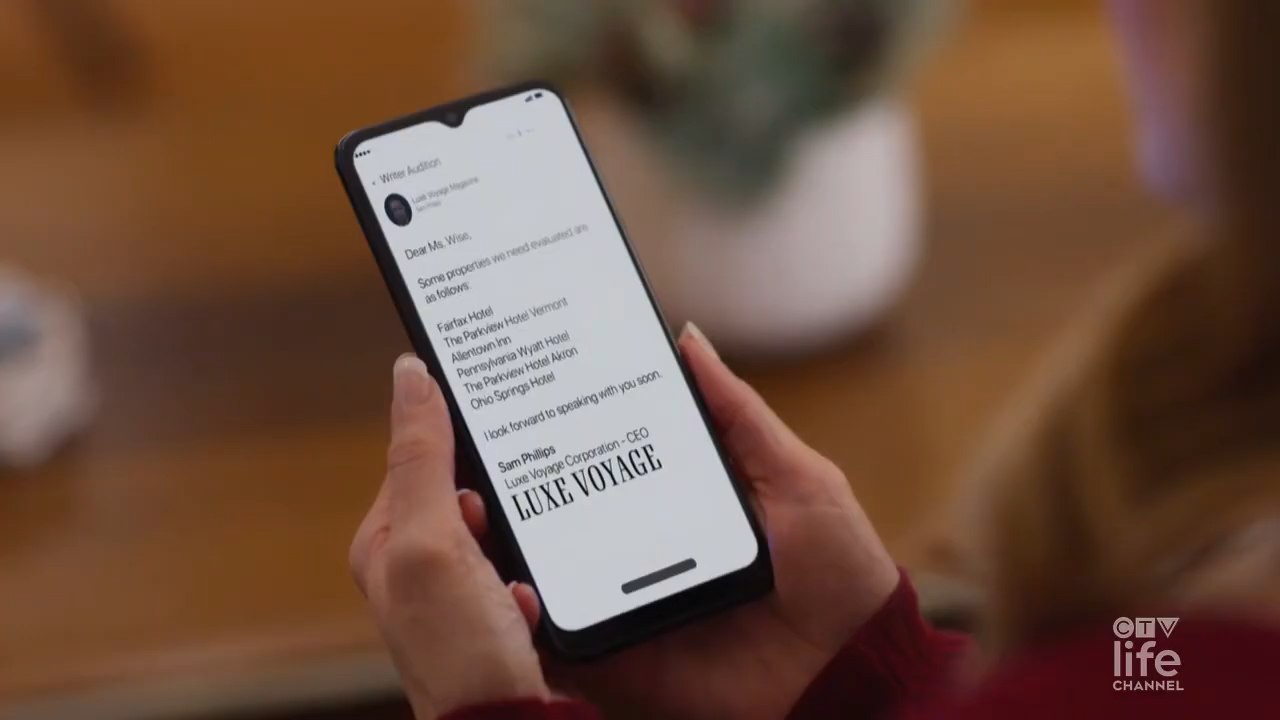 Writer Audition
Luxe Voyage Magazine
Sam Phillips
Dear Ms. Wise,
Some properties we need evaluated are
as follows:
Fairfax Hotel
The Parkview Hotel Vermont
Allentown Inn
Pennsylvania Wyatt Hotel
The Parkview Hotel Akron
Ohio Springs Hotel
I look forward to speaking with you soon.
Sam Phillips
Luxe Voyage Corporation - CEO
LUXE VOYAGE
CTV
life
CHANNEL